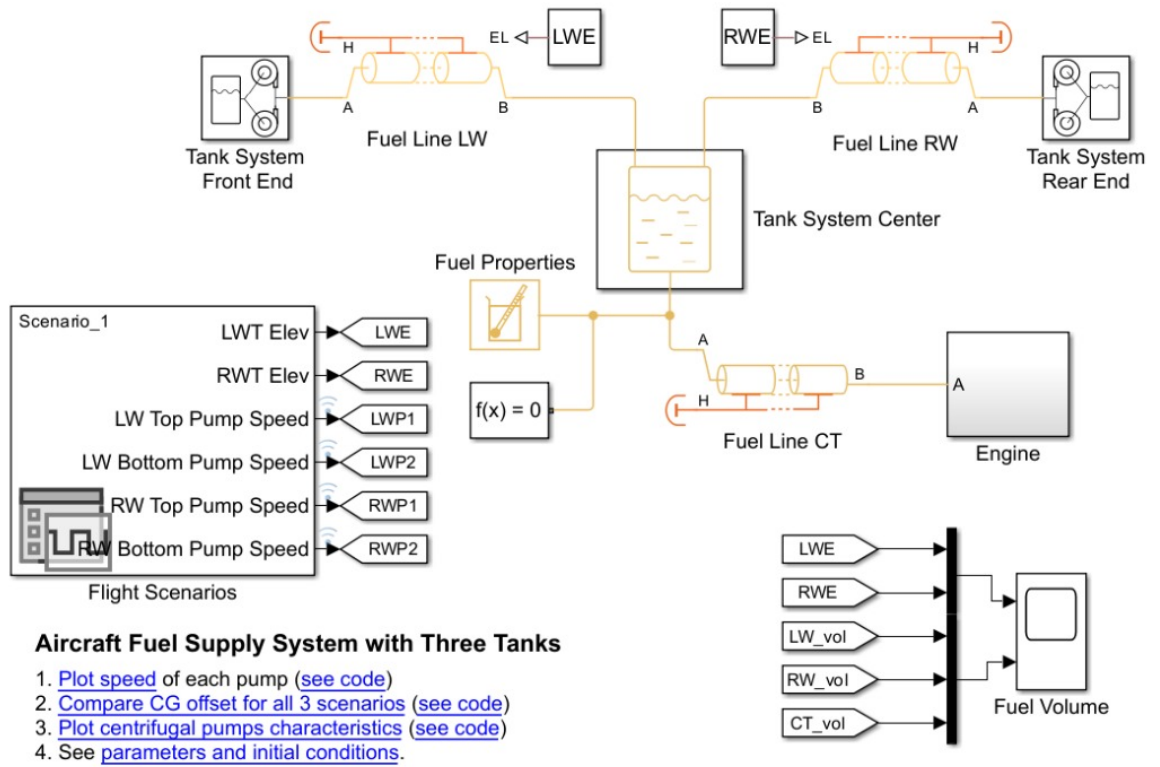 EL
LWE
RWE
EL
H
H
A
B
B
A
Fuel Line LW
Fuel Line RW
Tank System
Front End
Tank System
Rear End
Tank System Center
Fuel Properties
Scenario_1
LWT Elev
LWE
RWT Elev
RWE
LW Top Pump Speed
LWP1
LW Bottom Pump Speed
LWP2
RW Top Pump Speed
RWP1
RW Bottom Pump Speed
RWP2
Flight Scenarios
f(x) = 0
A
B
H
A
Fuel Line CT
Engine
LWE
RWE
LW_vol
RW_vol
CT_vol
Fuel Volume
Aircraft Fuel Supply System with Three Tanks
1. Plot speed of each pump (see code)
2. Compare CG offset for all 3 scenarios (see code)
3. Plot centrifugal pumps characteristics (see code)
4. See parameters and initial conditions.